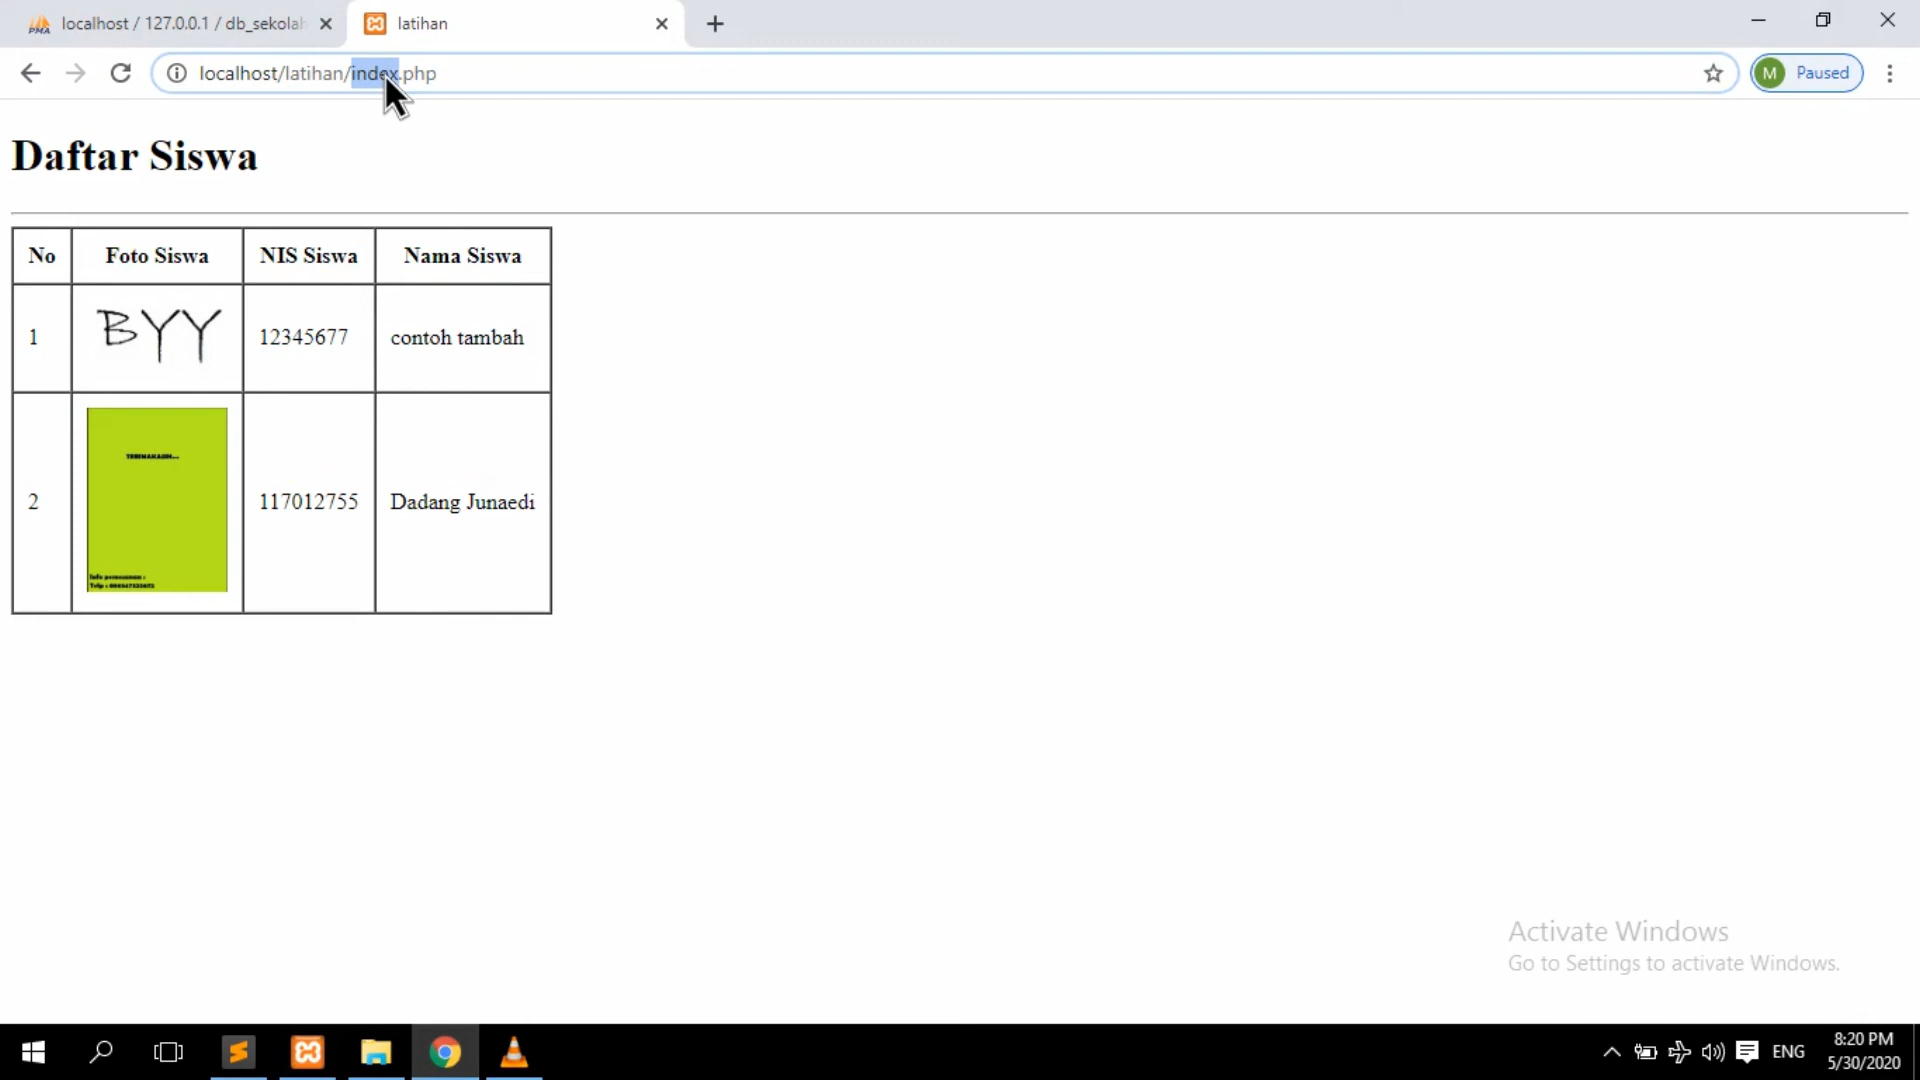 localhost / 127.0.0.1 / db_sekolah
latihan
localhost/latihan/index.php
M Paused
Daftar Siswa
No Foto Siswa NIS Siswa Nama Siswa
1 BYY 12345677 contoh tambah
2 117012755 Dadang Junaedi
Activate Windows
Go to Settings to activate Windows.
ENG
8:20 PM
5/30/2020